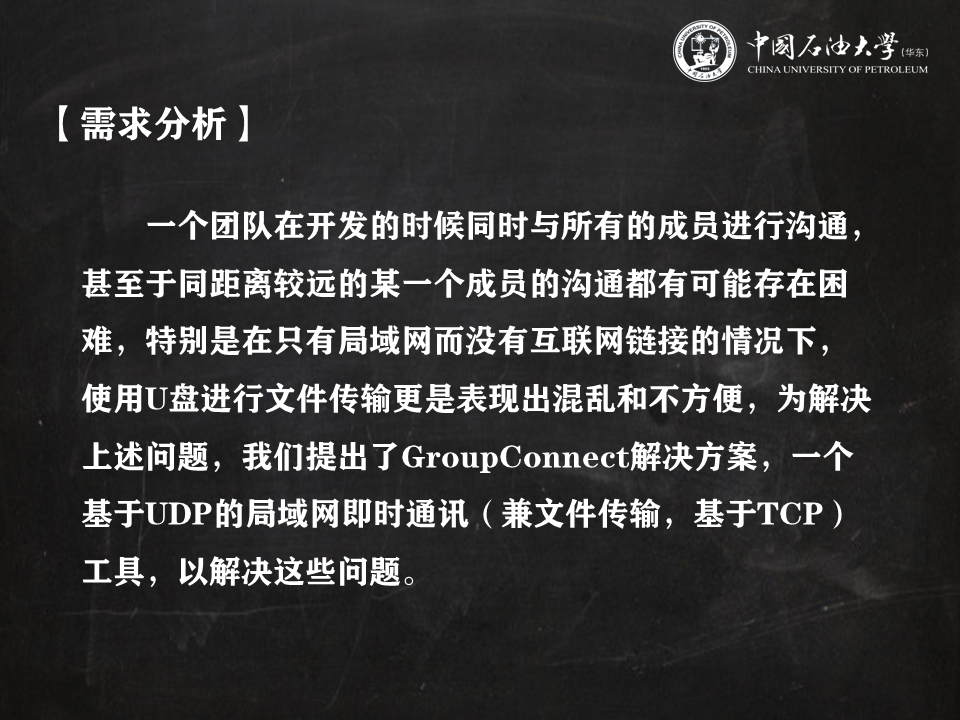 中国石油大学(华东)
CHINA UNIVERSITY OF PETROLEUM
【需求分析】
一个团队在开发的时候同时与所有的成员进行沟通，
甚至于同距离较远的某一个成员的沟通都有可能存在困
难，特别是在只有局域网而没有互联网链接的情况下，
使用U盘进行文件传输更是表现出混乱和不方便，为解决
上述问题，我们提出了GroupConnect解决方案，一个
基于UDP的局域网即时通讯（兼文件传输，基于TCP）
工具，以解决这些问题。